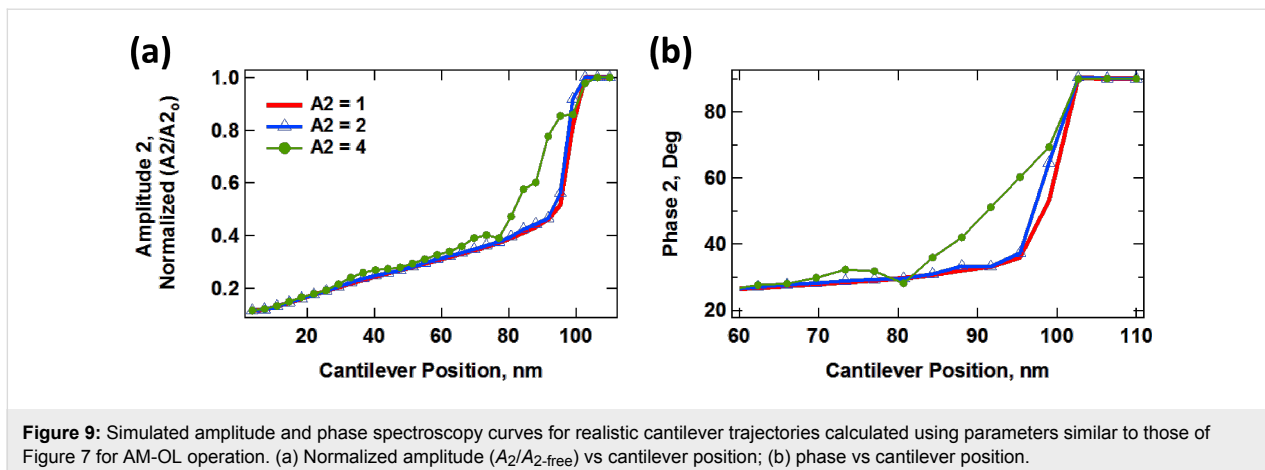 (a)
Amplitude 2,
Normalized (A2/A2o)
1.0
0.8
0.6
0.4
0.2
A2 = 1
A2 = 2
A2 = 4
20 40 60 80 100
Cantilever Position, nm
(b)
Phase 2, Deg
80
60
40
20
60 70 80 90 100 110
Cantilever Position, nm
Figure 9: Simulated amplitude and phase spectroscopy curves for realistic cantilever trajectories calculated using parameters similar to those of
Figure 7 for AM-OL operation. (a) Normalized amplitude (A2/A2-free) vs cantilever position; (b) phase vs cantilever position.